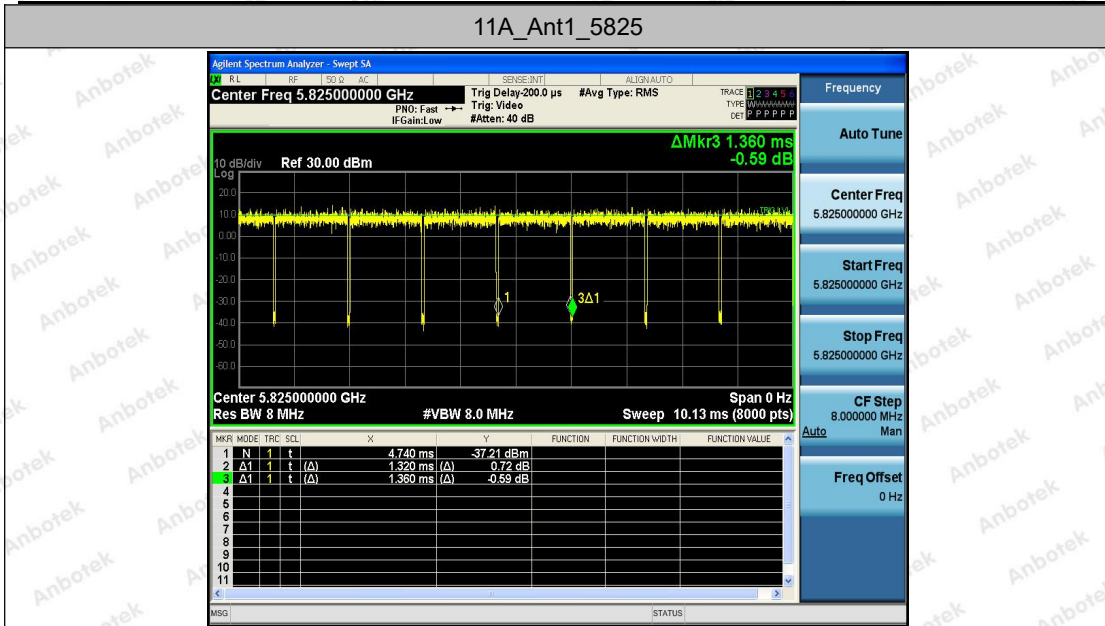 11A_Ant1_5825
Agilent Spectrum Analyzer - Swept SA
LXI RL RF 50 Ω AC SENSE:INT ALIGNAUTO
Center Freq 5.825000000 GHz
PNO: Fast
IFGain:Low
Trig Delay-200.0 µs
Trig: Video
#Atten: 40 dB
#Avg Type: RMS
TRACE 1 2 3 4 5 6
TYPE WWWWWW
DET P P P P P P
ΔMkr3 1.360 ms
-0.59 dB
10 dB/div Ref 30.00 dBm
Log
20.0
10.0
TRIG LVL
0.00
-10.0
-20.0
-30.0
1
3Δ1
-40.0
-50.0
-60.0
Center 5.825000000 GHz Span 0 Hz
Res BW 8 MHz #VBW 8.0 MHz Sweep 10.13 ms (8000 pts)
MKR MODE TRC SCL X Y FUNCTION FUNCTION WIDTH FUNCTION VALUE
1 N 1 t 4.740 ms -37.21 dBm
2 Δ1 1 t (Δ) 1.320 ms (Δ) 0.72 dB
3 Δ1 1 t (Δ) 1.360 ms (Δ) -0.59 dB
4
5
6
7
8
9
10
11
MSG STATUS
Frequency
Auto Tune
Center Freq
5.825000000 GHz
Start Freq
5.825000000 GHz
Stop Freq
5.825000000 GHz
CF Step
8.000000 MHz
Auto Man
Freq Offset
0 Hz
Anbotek